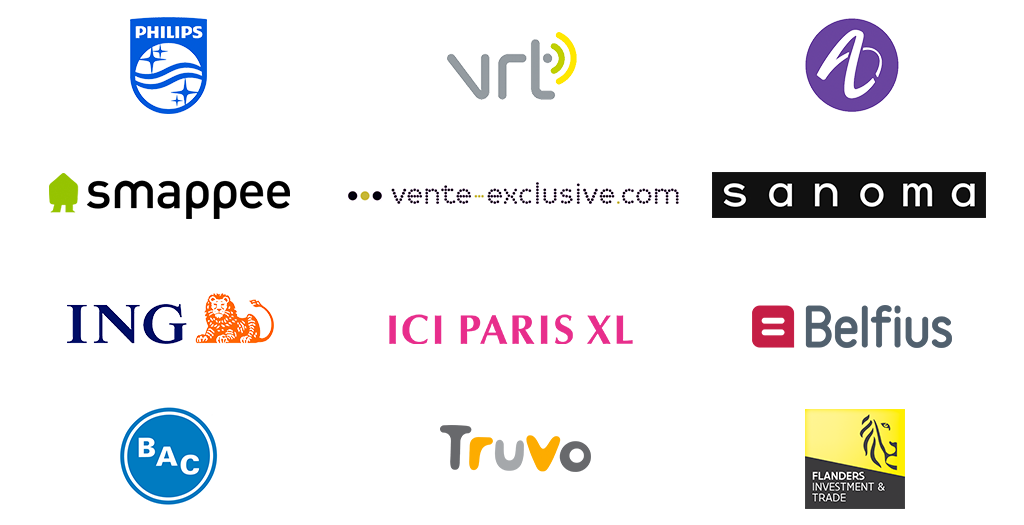 PHILIPS
vrt
smappee
vente-exclusive.com
sanoma
ING
ICI PARIS XL
Belfius
BAC
Truvo
FLANDERS
INVESTMENT &
TRADE